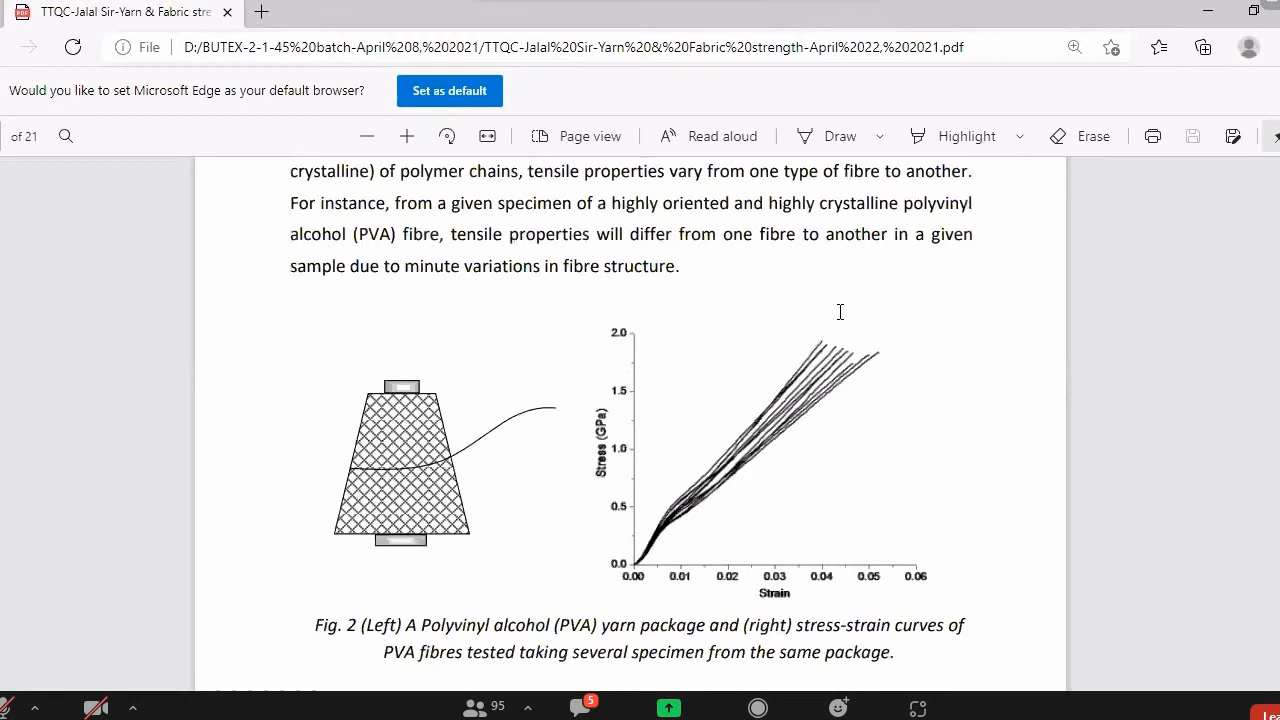 TTQC-Jalal Sir-Yarn & Fabric stre
File D:/BUTEX-2-1-45%20batch-April%208,%202021/TTQC-Jalal%20Sir-Yarn%20&%20Fabric%20strength-April%2022,%202021.pdf
Would you like to set Microsoft Edge as your default browser? Set as default
of 21 Page view Read aloud Draw Highlight Erase
crystalline) of polymer chains, tensile properties vary from one type of fibre to another.
For instance, from a given specimen of a highly oriented and highly crystalline polyvinyl
alcohol (PVA) fibre, tensile properties will differ from one fibre to another in a given
sample due to minute variations in fibre structure.
2.0
1.5
1.0
0.5
0.0
Stress (GPa)
0.00 0.01 0.02 0.03 0.04 0.05 0.06
Strain
Fig. 2 (Left) A Polyvinyl alcohol (PVA) yarn package and (right) stress-strain curves of
PVA fibres tested taking several specimen from the same package.
95 5